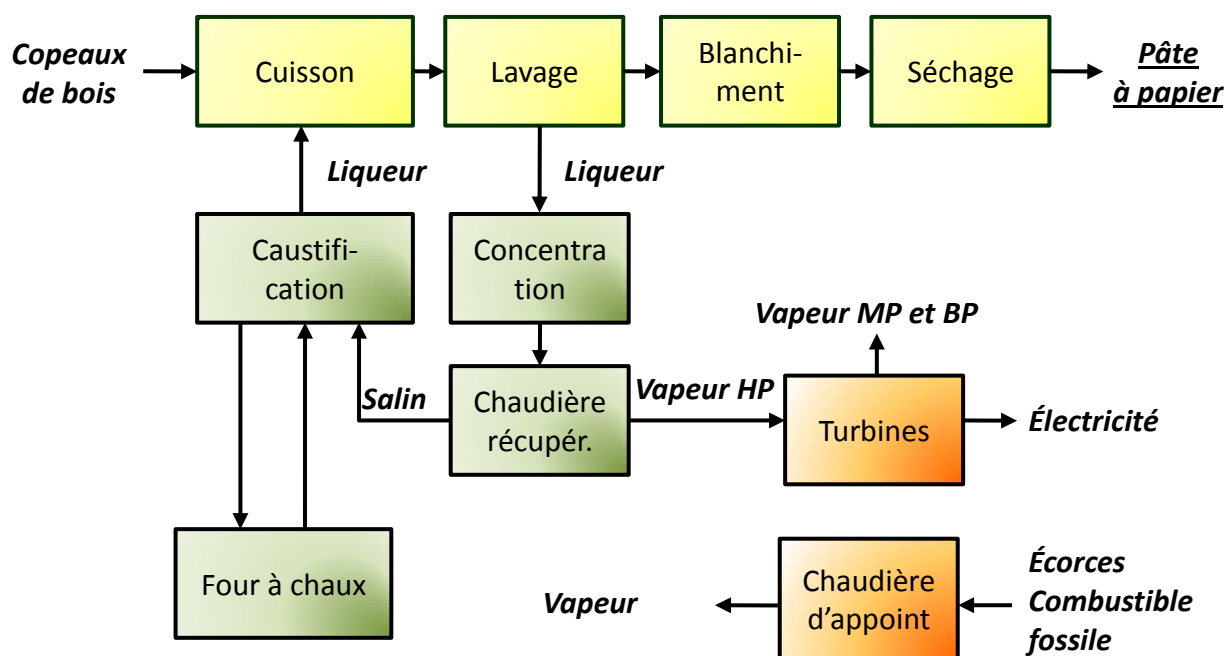 Copeaux
de bois
Cuisson
Lavage
Blanchi-
ment
Séchage
Pâte
à papier
Liqueur
Liqueur
Caustifi-
cation
Concentra
tion
Vapeur MP et BP
Salin
Chaudière
récupér.
Vapeur HP
Turbines
Électricité
Four à chaux
Vapeur
Chaudière
d’appoint
Écorces
Combustible
fossile